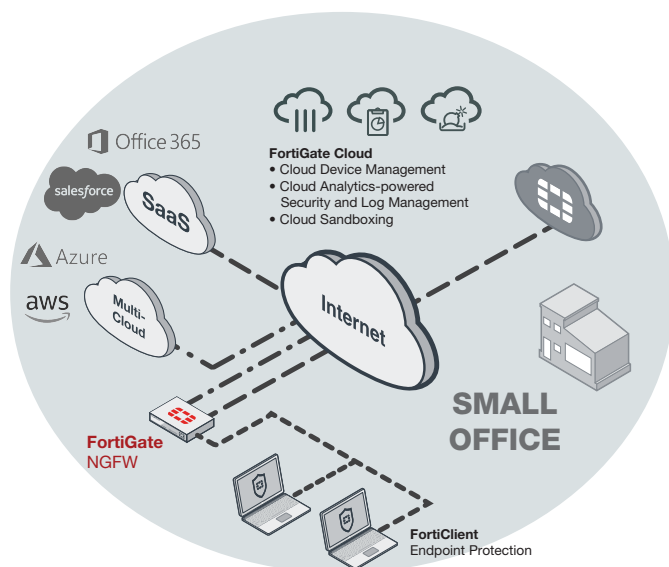 Office 365
salesforce
SaaS
Azure
aws
Multi-
Cloud
FortiGate Cloud
• Cloud Device Management
• Cloud Analytics-powered
Security and Log Management
• Cloud Sandboxing
Internet
SMALL
OFFICE
FortiGate
NGFW
FortiClient
Endpoint Protection